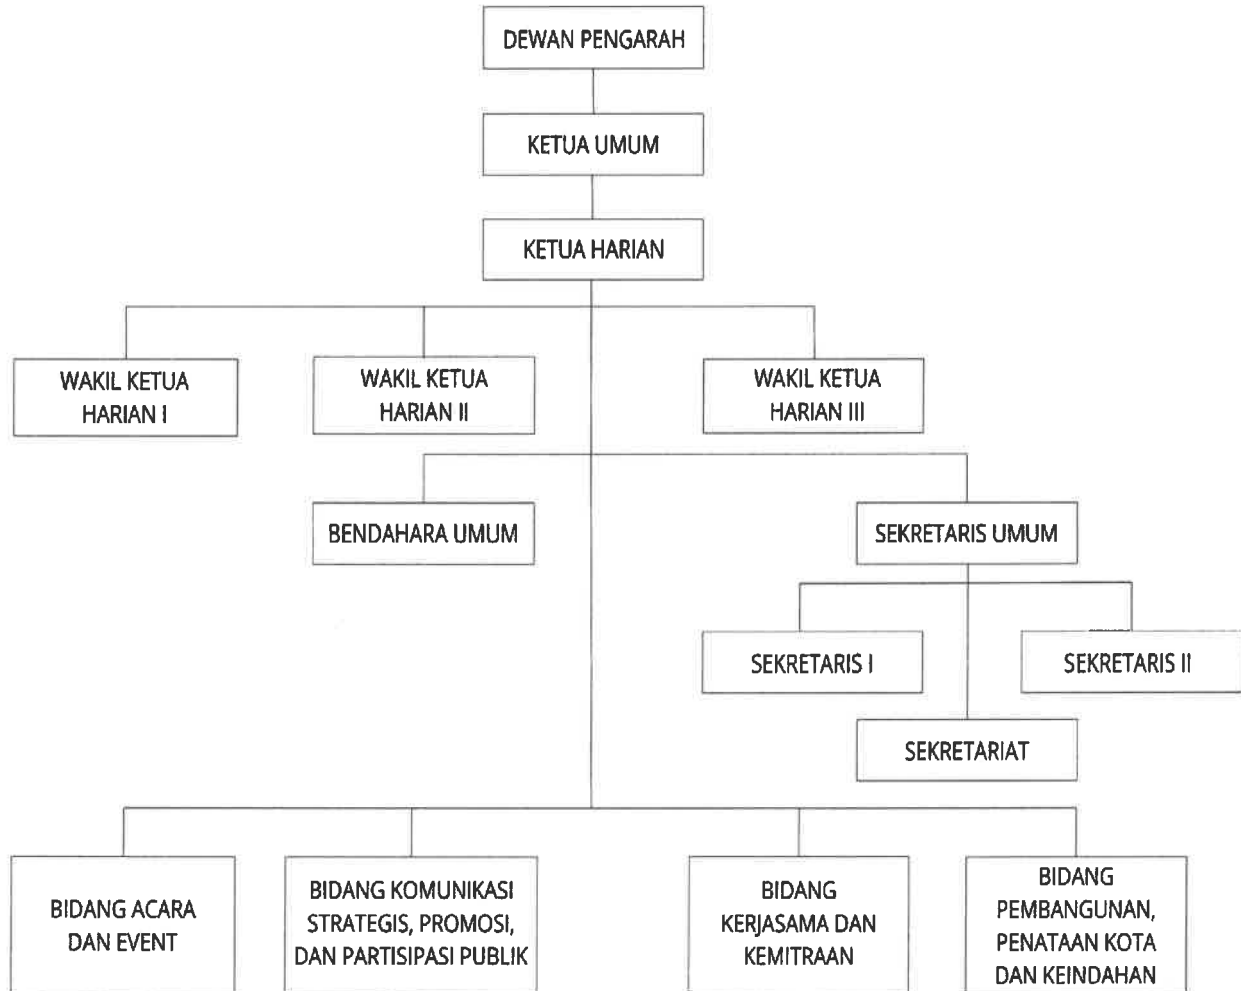 DEWAN PENGARAH
KETUA UMUM
KETUA HARIAN
WAKIL KETUA
HARIAN I
WAKIL KETUA
HARIAN II
WAKIL KETUA
HARIAN III
BENDAHARA UMUM
SEKRETARIS UMUM
SEKRETARIS I
SEKRETARIS II
SEKRETARIAT
BIDANG ACARA
DAN EVENT
BIDANG KOMUNIKASI
STRATEGIS, PROMOSI,
DAN PARTISIPASI PUBLIK
BIDANG
KERJASAMA DAN
KEMITRAAN
BIDANG
PEMBANGUNAN,
PENATAAN KOTA
DAN KEINDAHAN